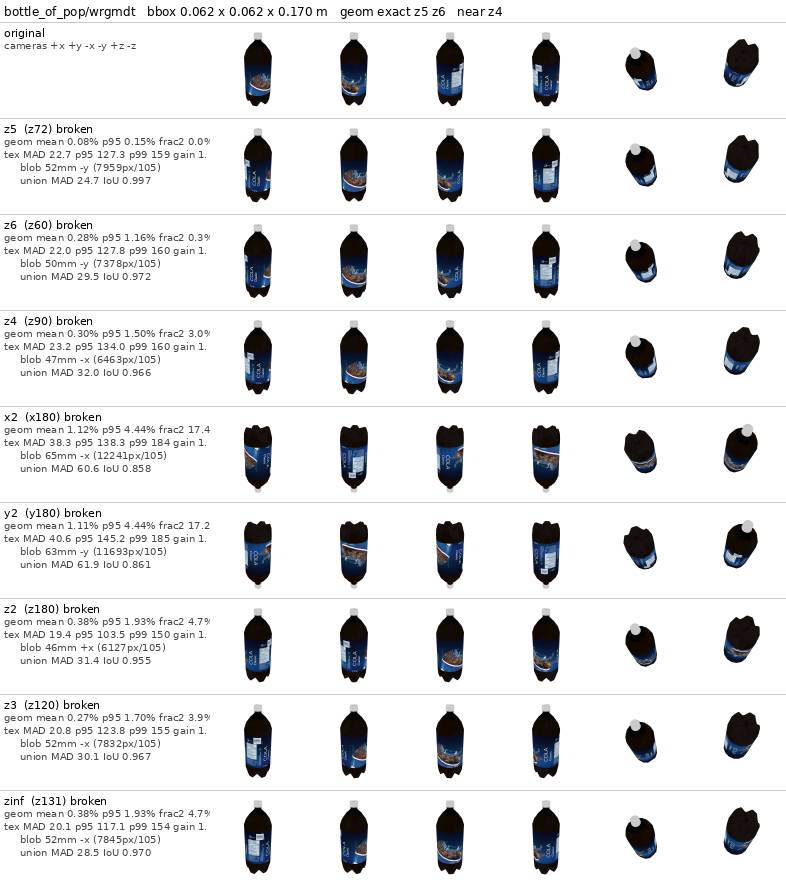 bottle_of_pop/wrgmdt bbox 0.062 x 0.062 x 0.170 m geom exact z5 z6 near z4
original
cameras +x +y -x -y +z -z
z5 (z72) broken
geom mean 0.08% p95 0.15% frac2 0.0%
tex MAD 22.7 p95 127.3 p99 159 gain 1.
blob 52mm -y (7959px/105)
union MAD 24.7 IoU 0.997
z6 (z60) broken
geom mean 0.28% p95 1.16% frac2 0.3%
tex MAD 22.0 p95 127.8 p99 160 gain 1.
blob 50mm -y (7378px/105)
union MAD 29.5 IoU 0.972
z4 (z90) broken
geom mean 0.30% p95 1.50% frac2 3.0%
tex MAD 23.2 p95 134.0 p99 160 gain 1.
blob 47mm -x (6463px/105)
union MAD 32.0 IoU 0.966
x2 (x180) broken
geom mean 1.12% p95 4.44% frac2 17.4
tex MAD 38.3 p95 138.3 p99 184 gain 1.
blob 65mm -x (12241px/105)
union MAD 60.6 IoU 0.858
y2 (y180) broken
geom mean 1.11% p95 4.44% frac2 17.2
tex MAD 40.6 p95 145.2 p99 185 gain 1.
blob 63mm -y (11693px/105)
union MAD 61.9 IoU 0.861
z2 (z180) broken
geom mean 0.38% p95 1.93% frac2 4.7%
tex MAD 19.4 p95 103.5 p99 150 gain 1.
blob 46mm +x (6127px/105)
union MAD 31.4 IoU 0.955
z3 (z120) broken
geom mean 0.27% p95 1.70% frac2 3.9%
tex MAD 20.8 p95 123.8 p99 155 gain 1.
blob 52mm -x (7832px/105)
union MAD 30.1 IoU 0.967
zinf (z131) broken
geom mean 0.38% p95 1.93% frac2 4.7%
tex MAD 20.1 p95 117.1 p99 154 gain 1.
blob 52mm -x (7845px/105)
union MAD 28.5 IoU 0.970